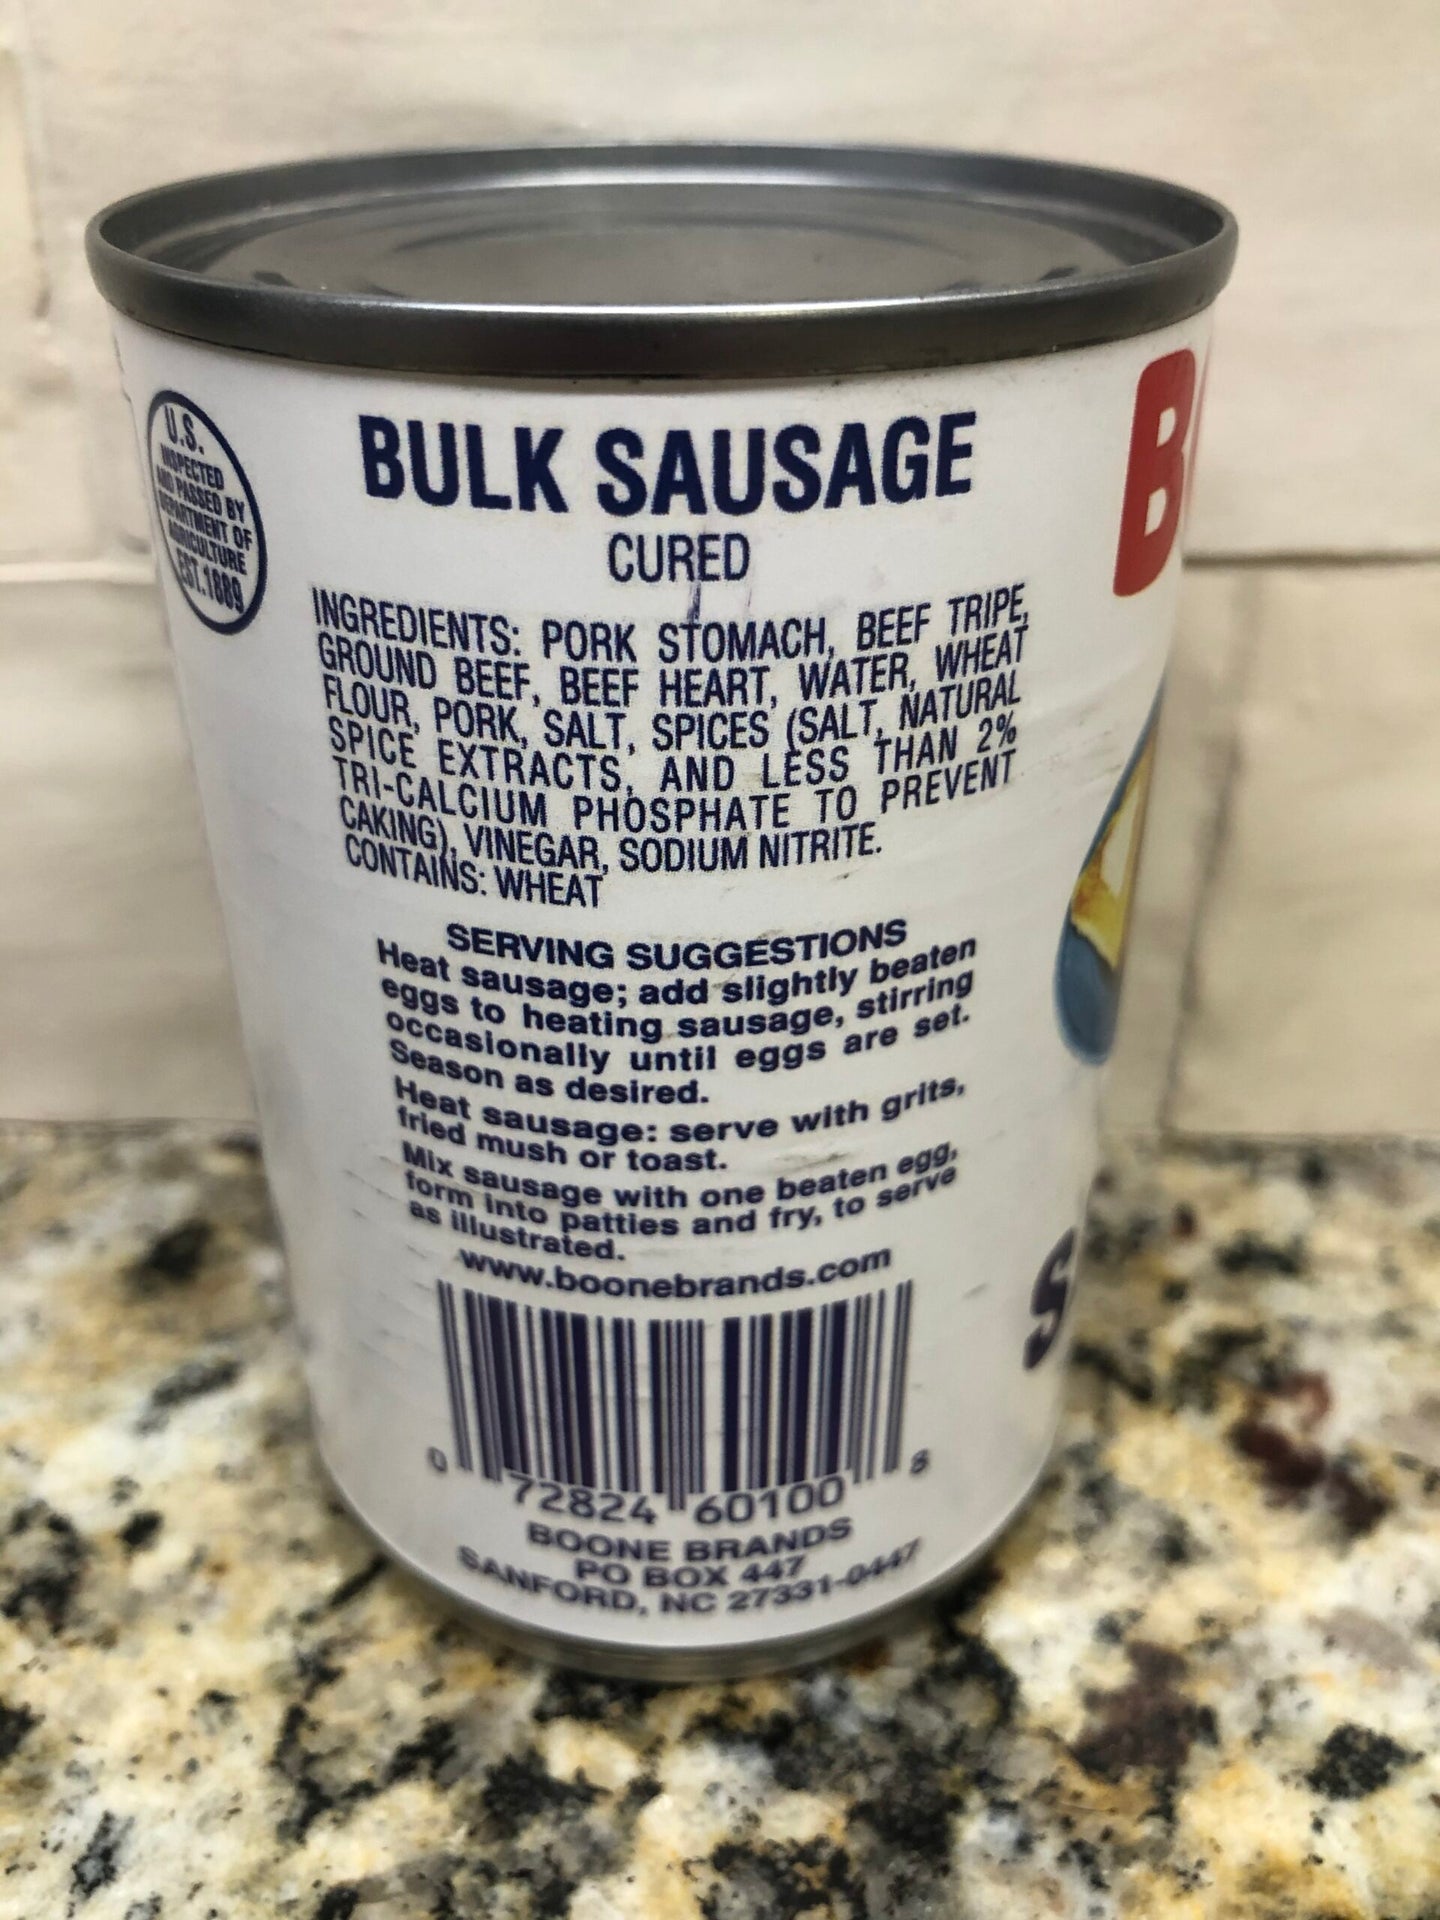 U.S.
INSPECTED
AND PASSED BY
DEPARTMENT OF
AGRICULTURE
EST.1889
BULK SAUSAGE
CURED
INGREDIENTS: PORK STOMACH, BEEF TRIPE,
GROUND BEEF, BEEF HEART, WATER, WHEAT
FLOUR, PORK, SALT, SPICES (SALT, NATURAL
SPICE EXTRACTS, AND LESS THAN 2%
TRI-CALCIUM PHOSPHATE TO PREVENT
CAKING), VINEGAR, SODIUM NITRITE.
CONTAINS: WHEAT
SERVING SUGGESTIONS
Heat sausage; add slightly beaten
eggs to heating sausage, stirring
occasionally until eggs are set.
Season as desired.
Heat sausage: serve with grits,
fried mush or toast.
Mix sausage with one beaten egg,
form into patties and fry, to serve
as illustrated.
www.boonebrands.com
0 72824 60100 8
BOONE BRANDS
PO BOX 447
SANFORD, NC 27331-0447
B
S